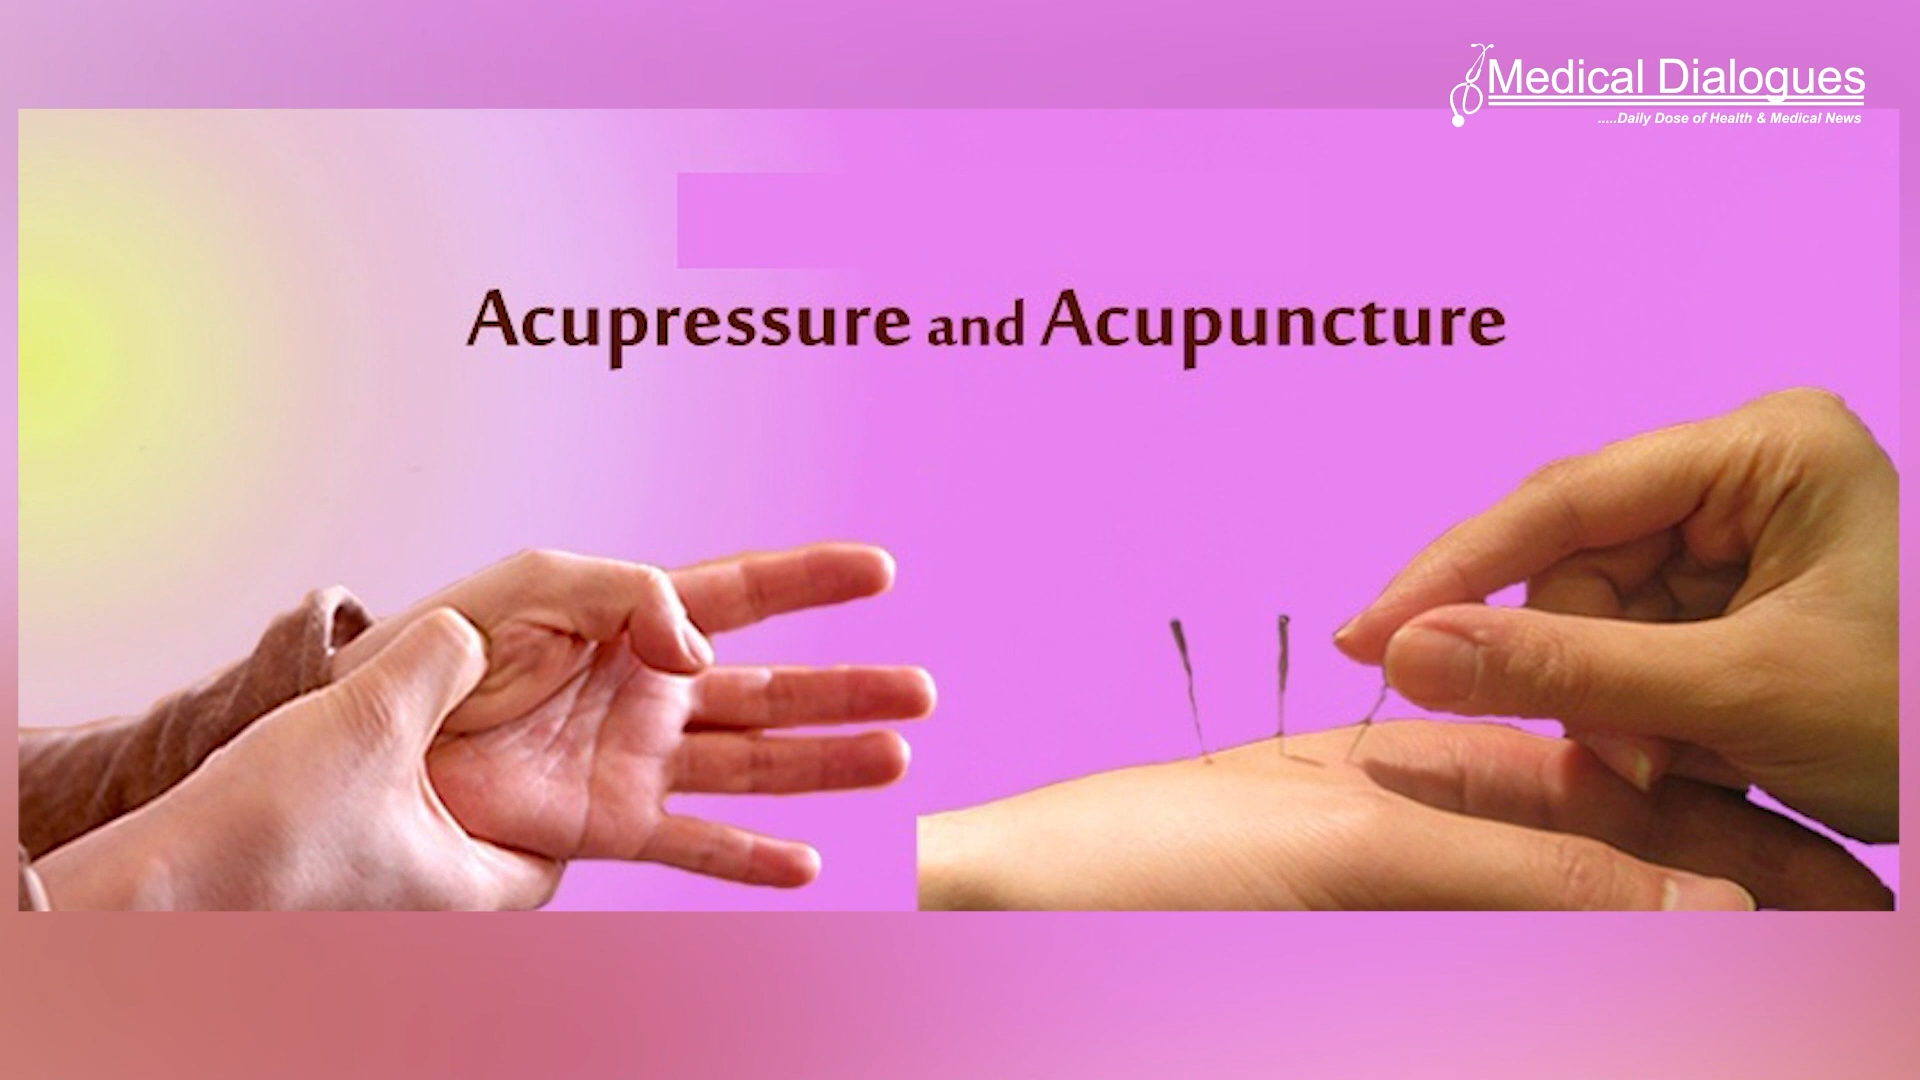 Medical Dialogues
.....Daily Dose of Health & Medical News
Acupressure and Acupuncture